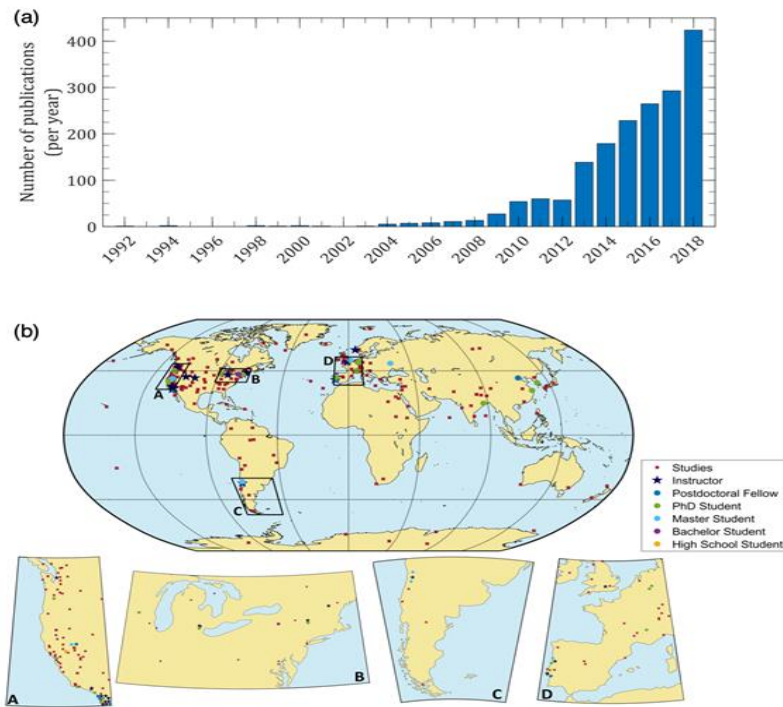 (a)
Number of publications
(per year)
400
300
200
100
0
1992
1994
1996
1998
2000
2002
2004
2006
2008
2010
2012
2014
2016
2018
(b)
D
B
A
C
Studies
Instructor
Postdoctoral Fellow
PhD Student
Master Student
Bachelor Student
High School Student
A
B
C
D